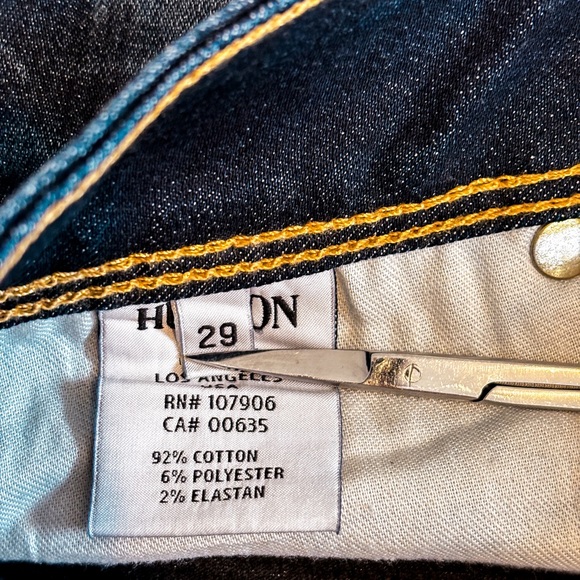 29
LOS ANGELES
RN# 107906
CA# 00635
92% COTTON
6% POLYESTER
2% ELASTAN